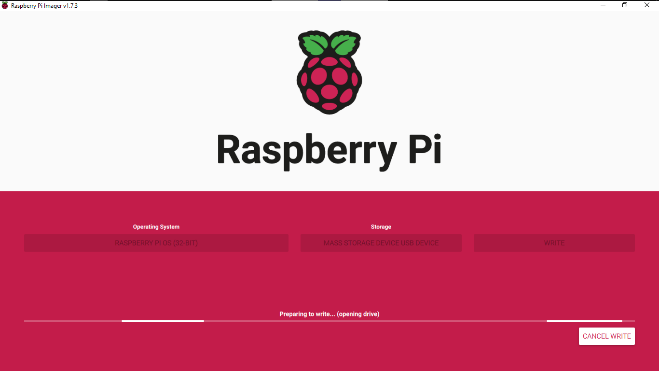 Raspberry Pi Imager v1.7.3
Raspberry Pi
Operating System
Storage
RASPBERRY PI OS (32-BIT)
MASS STORAGE DEVICE USB DEVICE
WRITE
Preparing to write... (opening drive)
CANCEL WRITE